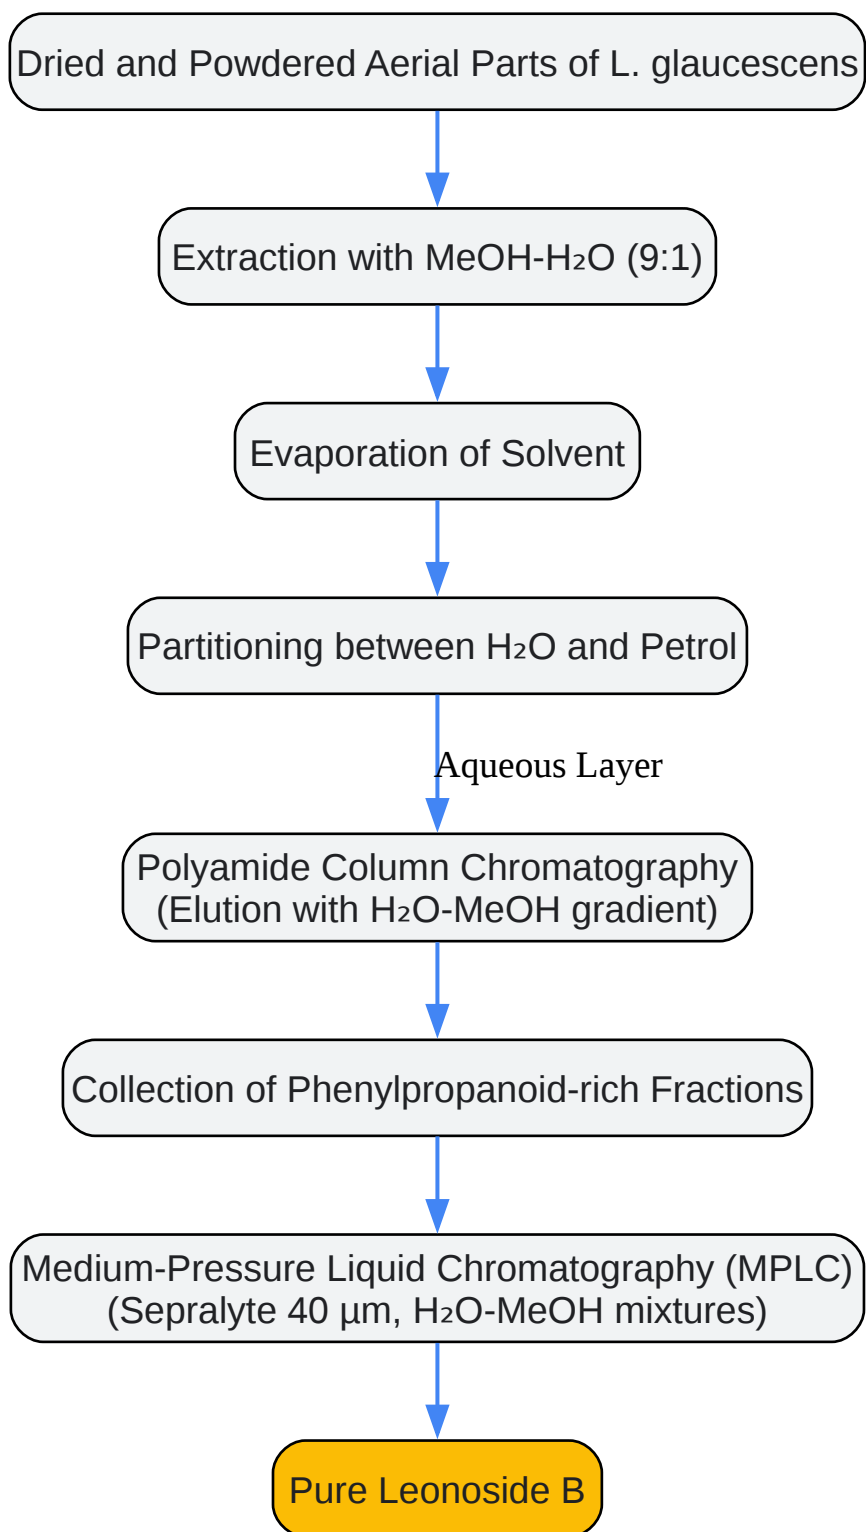 Dried and Powdered Aerial Parts of L. glaucescens
Extraction with MeOH-H₂O (9:1)
Evaporation of Solvent
Partitioning between H₂O and Petrol
Aqueous Layer
Polyamide Column Chromatography
(Elution with H₂O-MeOH gradient)
Collection of Phenylpropanoid-rich Fractions
Medium-Pressure Liquid Chromatography (MPLC)
(Sepralyte 40 µm, H₂O-MeOH mixtures)
Pure Leonoside B